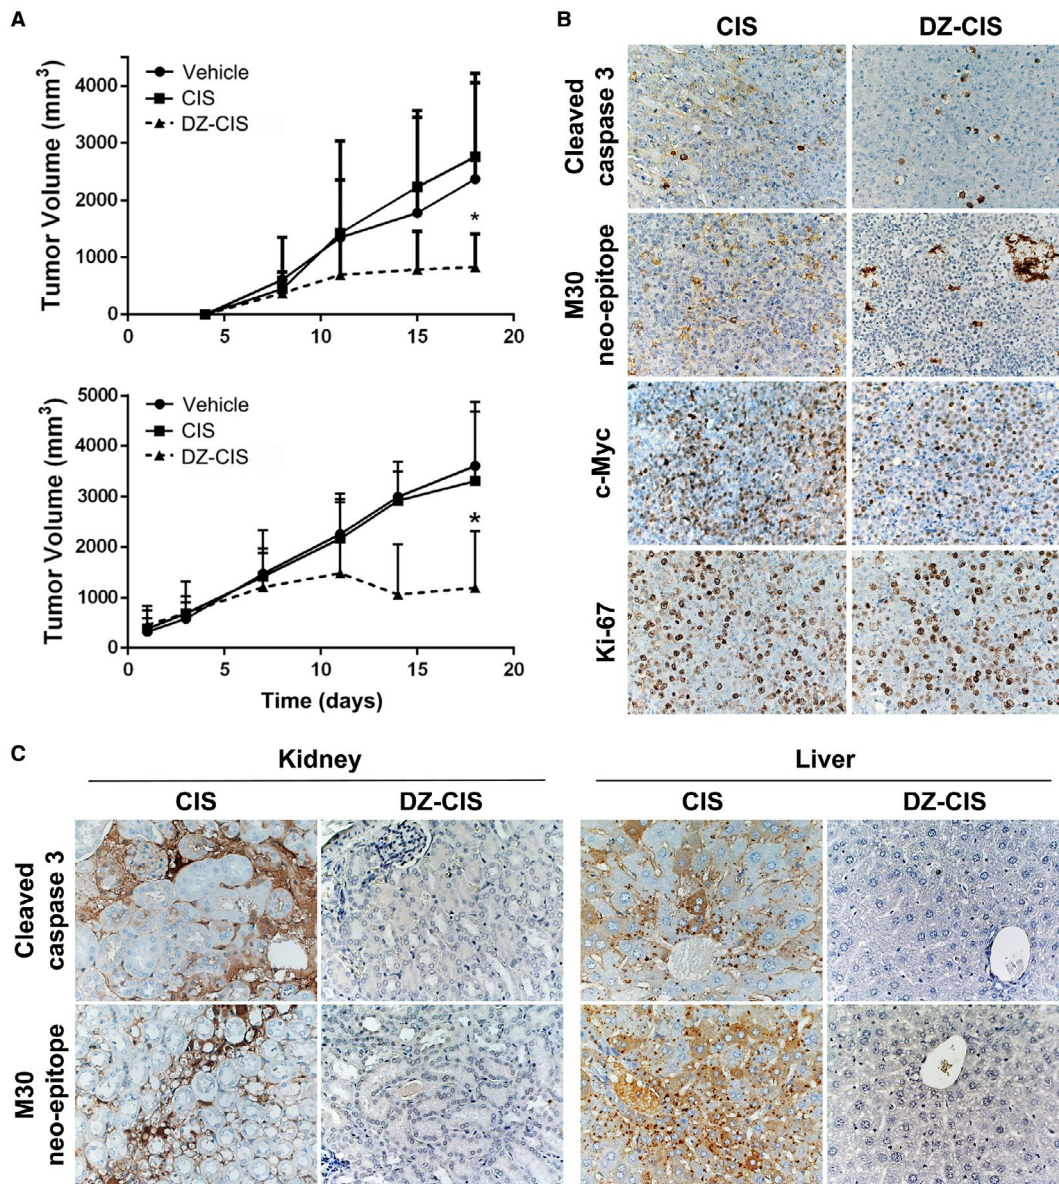 A
Tumor Volume (mm³)
4000
3000
2000
1000
0
0
5
10
15
20
Vehicle
CIS
DZ-CIS
*
Tumor Volume (mm³)
5000
4000
3000
2000
1000
0
0
5
10
15
20
Vehicle
CIS
DZ-CIS
*
Time (days)
B
CIS
DZ-CIS
Cleaved
caspase 3
M30
neo-epitope
c-Myc
Ki-67
C
Kidney
Liver
CIS
DZ-CIS
CIS
DZ-CIS
Cleaved
caspase 3
M30
neo-epitope